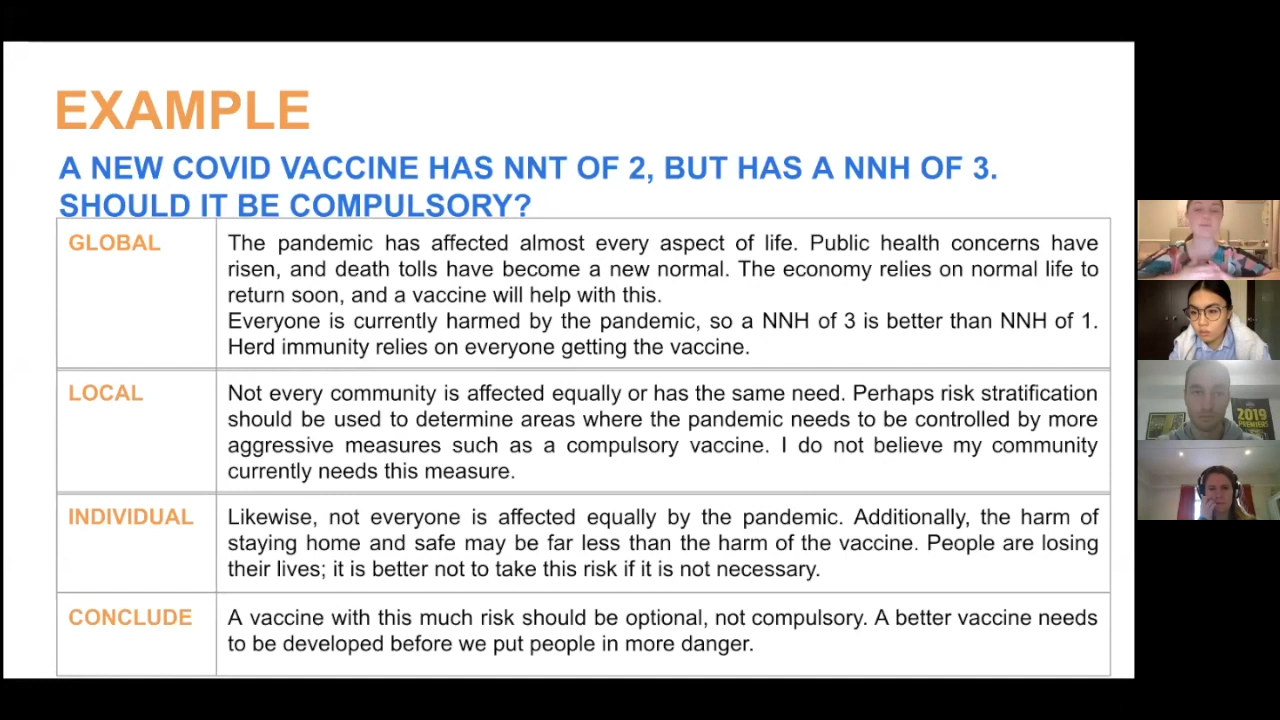 EXAMPLE
A NEW COVID VACCINE HAS NNT OF 2, BUT HAS A NNH OF 3.
SHOULD IT BE COMPULSORY?
GLOBAL
The pandemic has affected almost every aspect of life. Public health concerns have
risen, and death tolls have become a new normal. The economy relies on normal life to
return soon, and a vaccine will help with this.
Everyone is currently harmed by the pandemic, so a NNH of 3 is better than NNH of 1.
Herd immunity relies on everyone getting the vaccine.
LOCAL
Not every community is affected equally or has the same need. Perhaps risk stratification
should be used to determine areas where the pandemic needs to be controlled by more
aggressive measures such as a compulsory vaccine. I do not believe my community
currently needs this measure.
INDIVIDUAL
Likewise, not everyone is affected equally by the pandemic. Additionally, the harm of
staying home and safe may be far less than the harm of the vaccine. People are losing
their lives; it is better not to take this risk if it is not necessary.
CONCLUDE
A vaccine with this much risk should be optional, not compulsory. A better vaccine needs
to be developed before we put people in more danger.
2019
PREMIERS